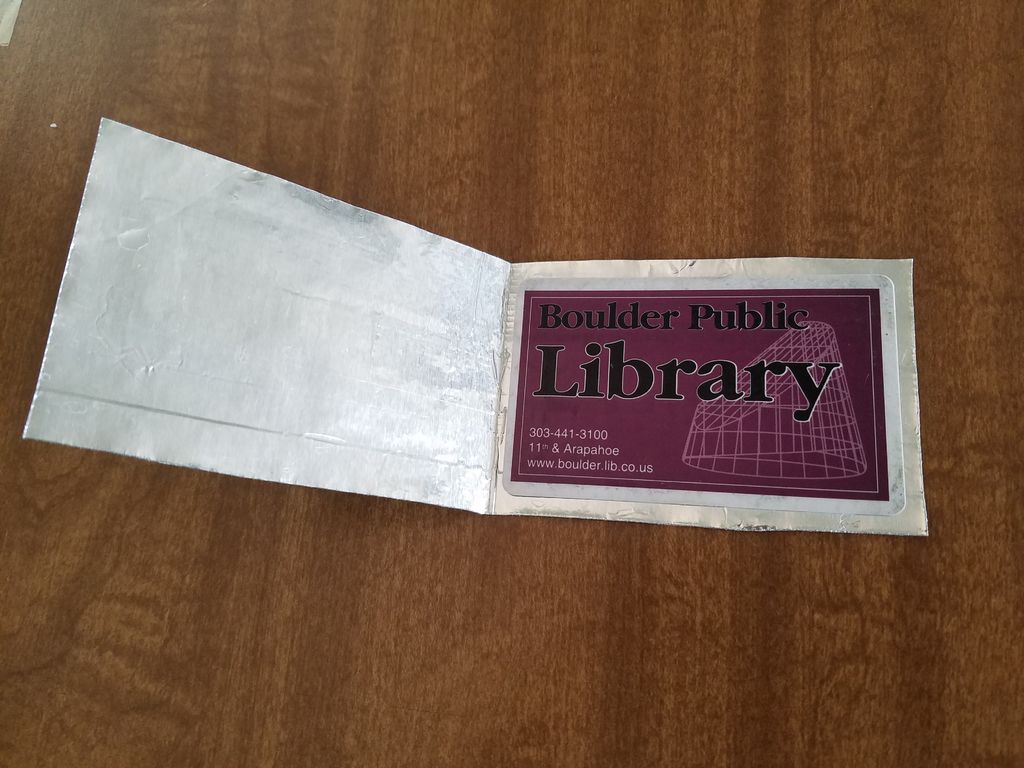 Boulder Public
Library
303-441-3100
11th & Arapahoe
www.boulder.lib.co.us